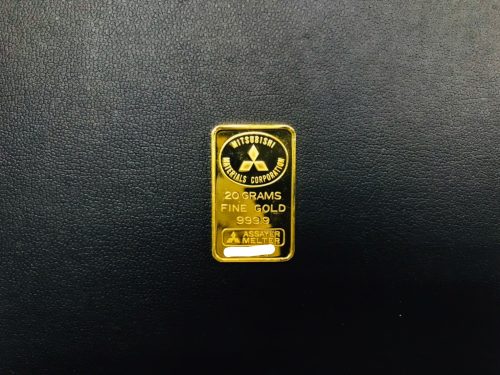 MITSUBISHI
MATERIALS CORPORATION
20 GRAMS
FINE GOLD
999.9
ASSAYER
MELTER